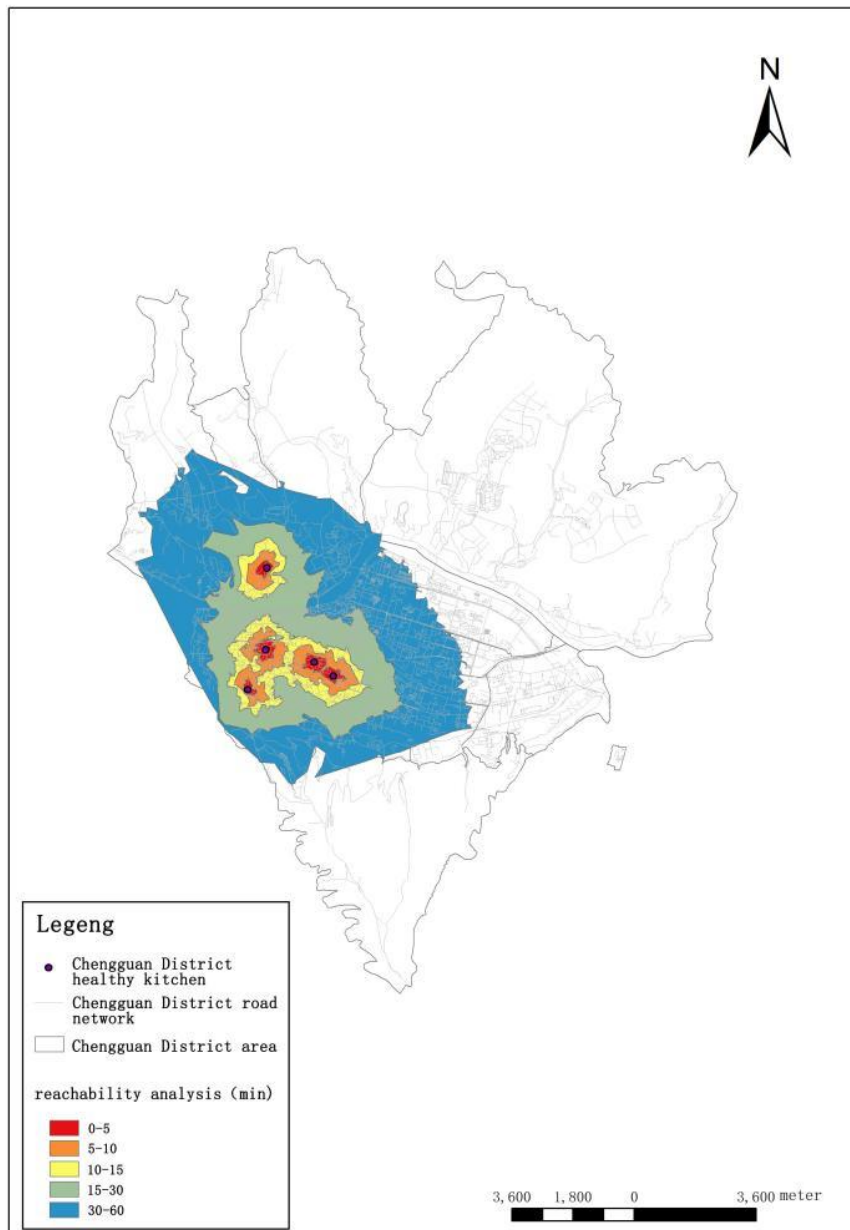 N
Legeng
Chengguan District
healthy kitchen
Chengguan District road
network
Chengguan District area
reachability analysis (min)
0-5
5-10
10-15
15-30
30-60
3,600 1,800 0 3,600 meter